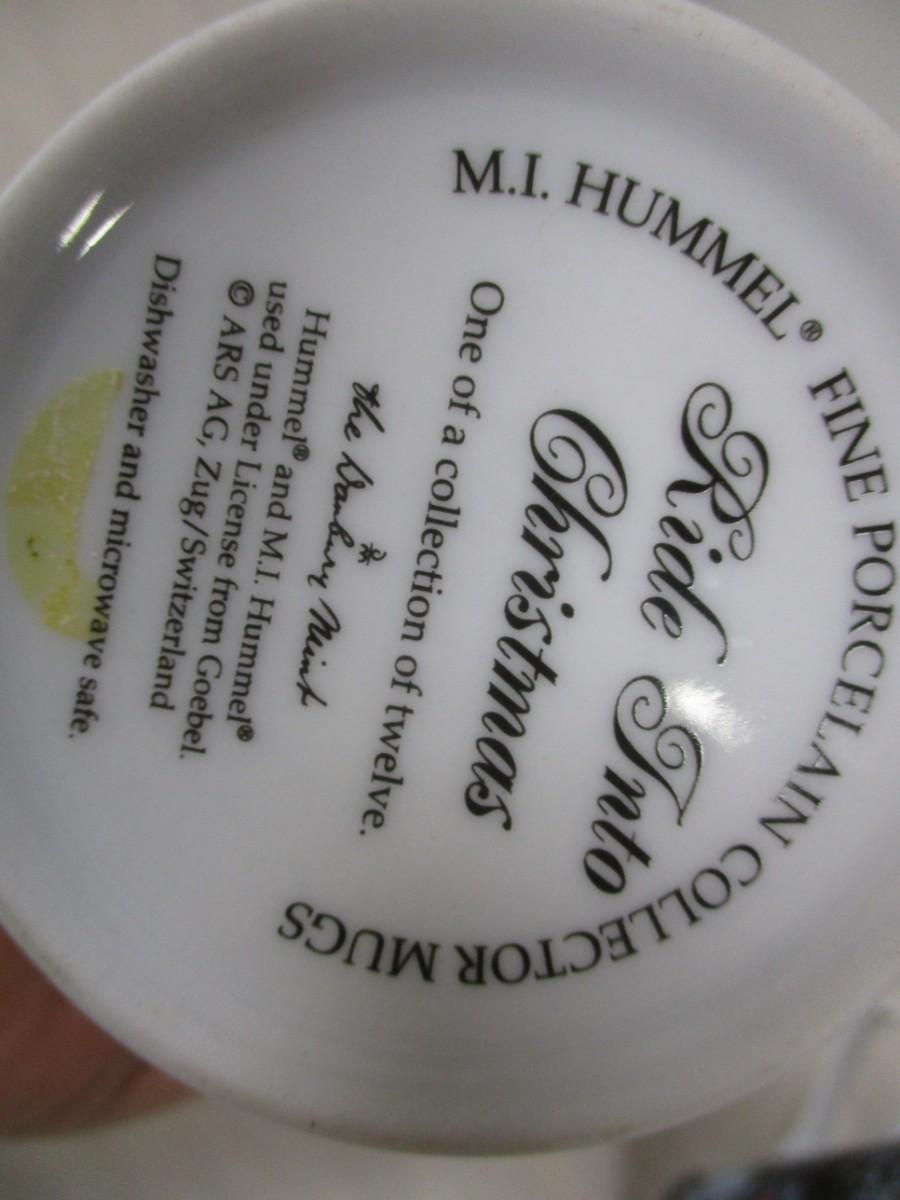 M.I. HUMMEL® FINE PORCELAIN COLLECTOR MUGS
Ride Into
Christmas
One of a collection of twelve.
The Danbury Mint
Hummel® and M.I. Hummel®
used under License from Goebel.
© ARS AG, Zug/Switzerland
Dishwasher and microwave safe.